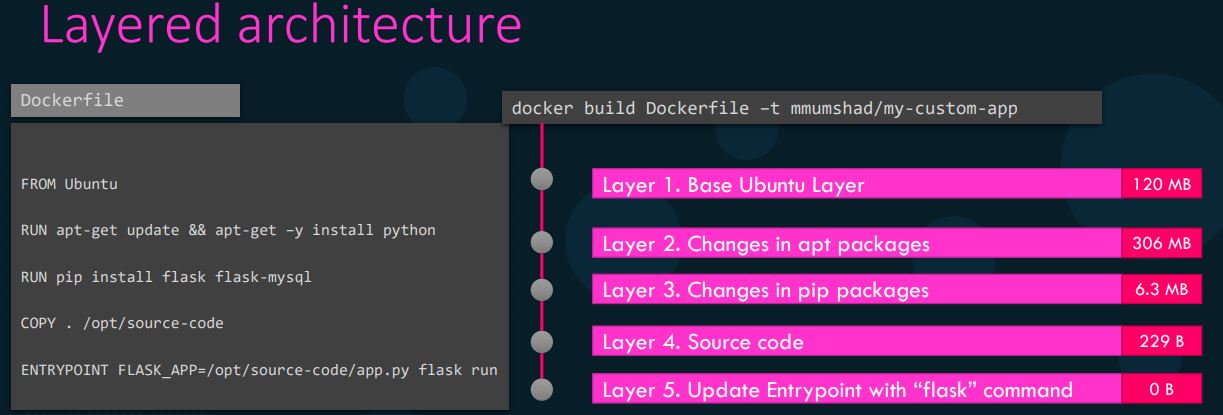 Layered architecture
Dockerfile
FROM Ubuntu
RUN apt-get update && apt-get –y install python
RUN pip install flask flask-mysql
COPY . /opt/source-code
ENTRYPOINT FLASK_APP=/opt/source-code/app.py flask run
docker build Dockerfile –t mmumshad/my-custom-app
Layer 1. Base Ubuntu Layer 120 MB
Layer 2. Changes in apt packages 306 MB
Layer 3. Changes in pip packages 6.3 MB
Layer 4. Source code 229 B
Layer 5. Update Entrypoint with “flask” command 0 B